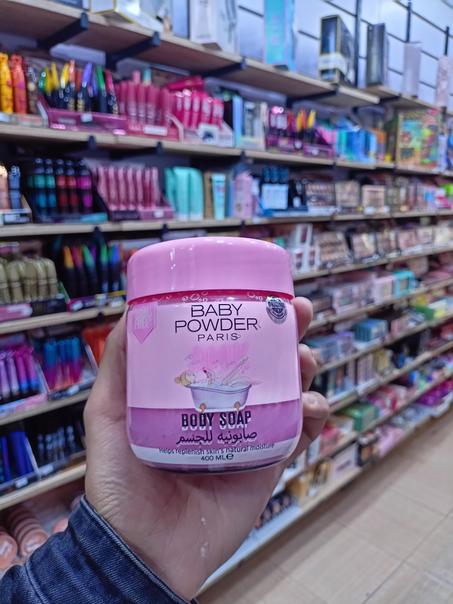 BABY
POWDER
PARIS
BODY SOAP
صابونية للجسم
helps replenish skin's natural moisture
400 ML℮